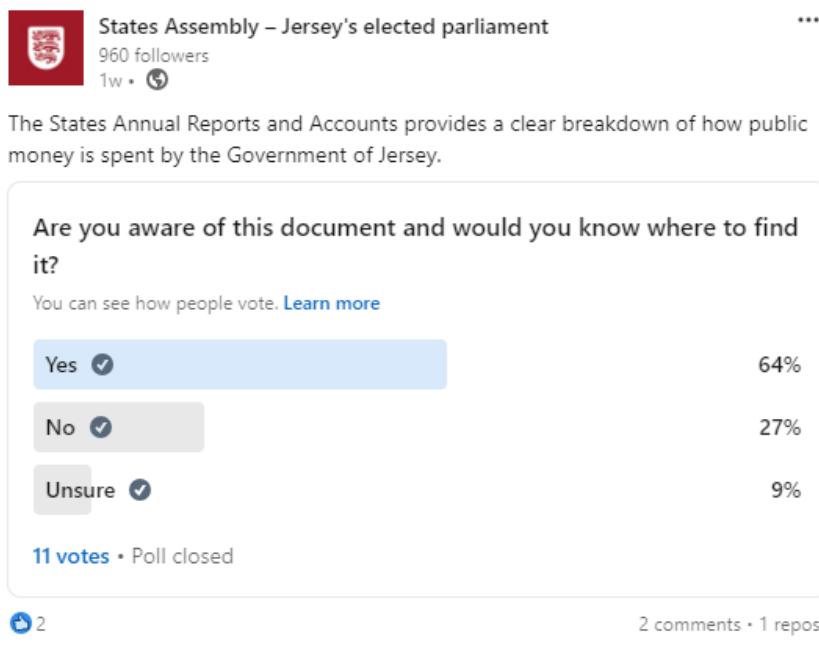 States Assembly – Jersey's elected parliament
960 followers
1w •
The States Annual Reports and Accounts provides a clear breakdown of how public
money is spent by the Government of Jersey.
Are you aware of this document and would you know where to find
it?
You can see how people vote. Learn more
Yes 64%
No 27%
Unsure 9%
11 votes • Poll closed
2 2 comments • 1 repos